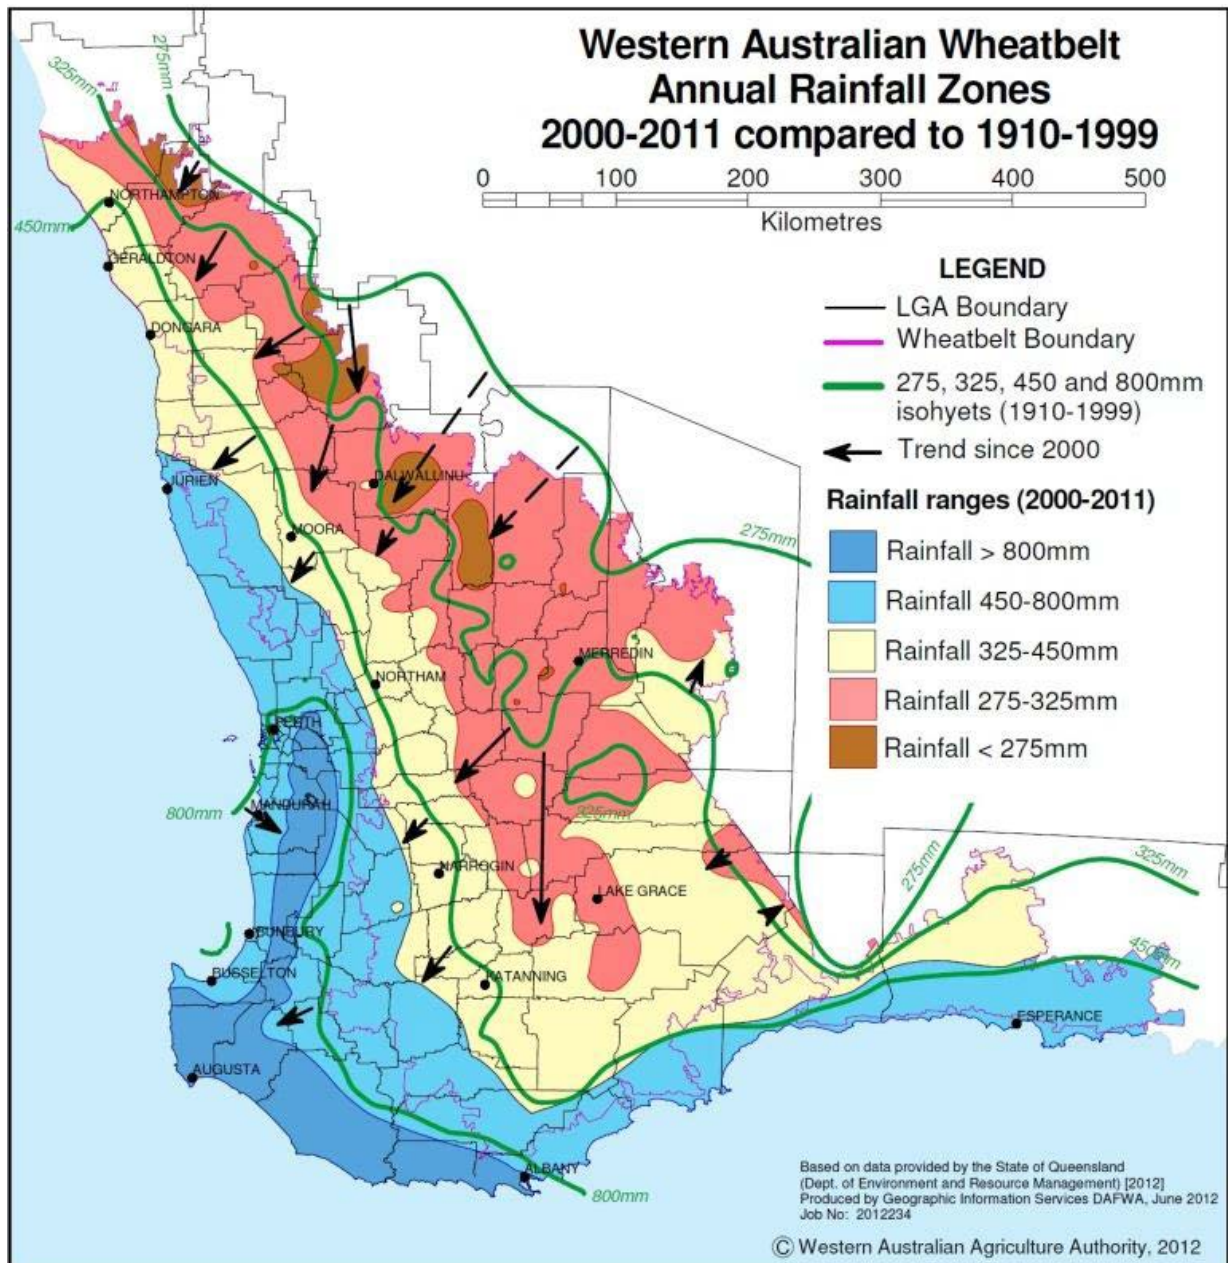 Western Australian Wheatbelt
Annual Rainfall Zones
2000-2011 compared to 1910-1999
0 100 200 300 400 500
Kilometres
LEGEND
LGA Boundary
Wheatbelt Boundary
275, 325, 450 and 800mm
isohyets (1910-1999)
Trend since 2000
Rainfall ranges (2000-2011)
Rainfall > 800mm
Rainfall 450-800mm
Rainfall 325-450mm
Rainfall 275-325mm
Rainfall < 275mm
325mm
275mm
NORTHAMPTON
450mm
GERALDTON
DONGARA
JURIEN
DALWALLINU
MOORA
275mm
MERREDIN
NORTHAM
PERTH
MANDURAH
800mm
325mm
NARROGIN
LAKE GRACE
275mm
325mm
BUNBURY
BUSSELTON
KATANNING
450mm
ESPERANCE
AUGUSTA
ALBANY
800mm
Based on data provided by the State of Queensland
(Dept. of Environment and Resource Management) [2012]
Produced by Geographic Information Services DAFWA, June 2012
Job No: 2012234
© Western Australian Agriculture Authority, 2012